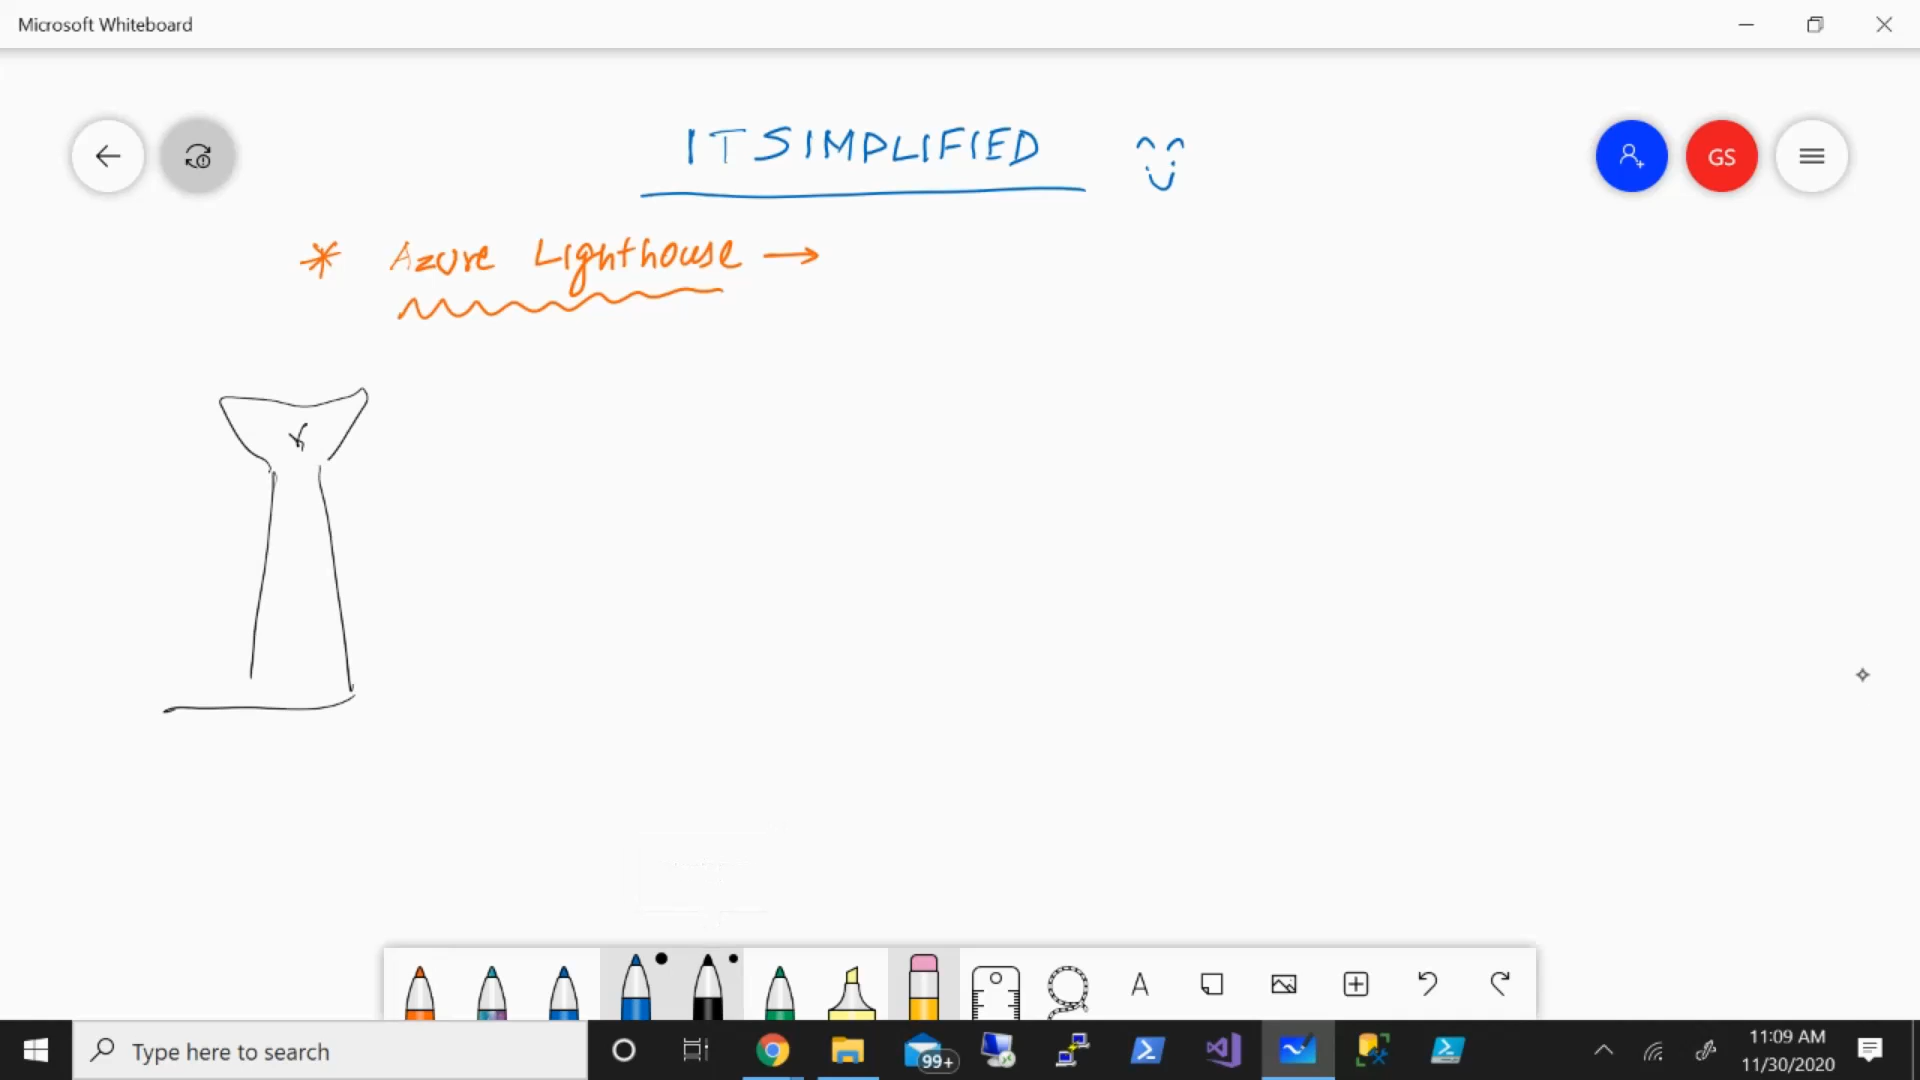 Microsoft Whiteboard
ITSIMPLIFIED
GS
* Azure Lighthouse →
A
Type here to search
99+
11:09 AM
11/30/2020